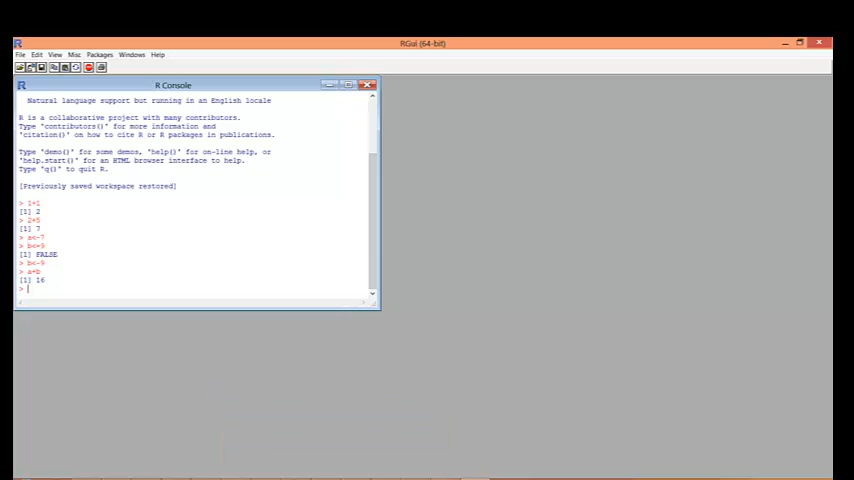 RGui (64-bit)
File Edit View Misc Packages Windows Help
R Console
Natural language support but running in an English locale
R is a collaborative project with many contributors.
Type 'contributors()' for more information and
'citation()' on how to cite R or R packages in publications.
Type 'demo()' for some demos, 'help()' for on-line help, or
'help.start()' for an HTML browser interface to help.
Type 'q()' to quit R.
[Previously saved workspace restored]
> 1+1
[1] 2
> 2+5
[1] 7
> a<-7
> b<=9
[1] FALSE
> b<-9
> a+b
[1] 16
>